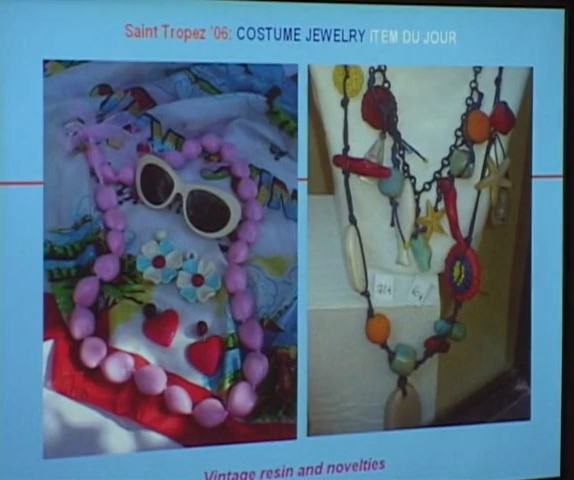 Saint Tropez '06: COSTUME JEWELRY ITEM DU JOUR
Vintage resin and novelties